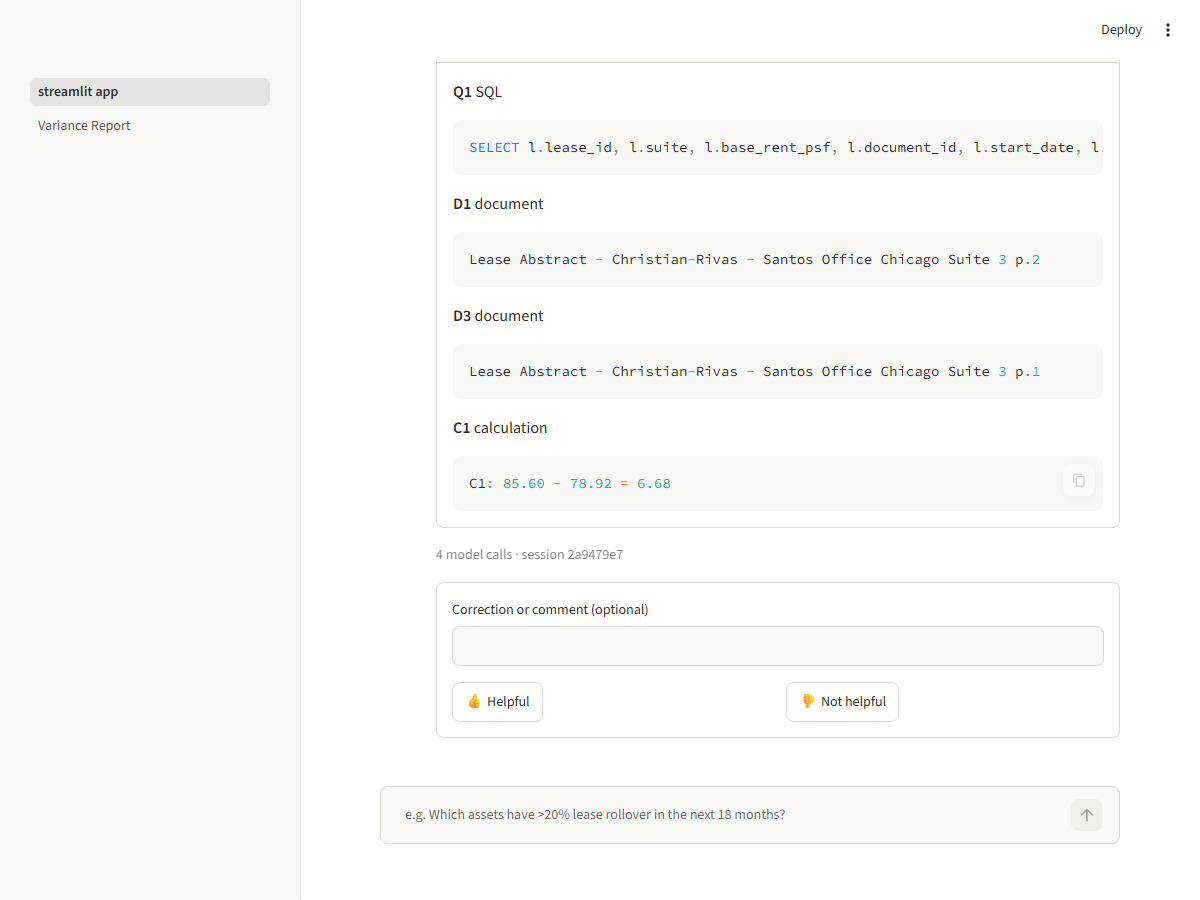 Deploy
streamlit app
Variance Report
Q1 SQL
SELECT l.lease_id, l.suite, l.base_rent_psf, l.document_id, l.start_date, l.
D1 document
Lease Abstract - Christian-Rivas - Santos Office Chicago Suite 3 p.2
D3 document
Lease Abstract - Christian-Rivas - Santos Office Chicago Suite 3 p.1
C1 calculation
C1: 85.60 - 78.92 = 6.68
4 model calls · session 2a9479e7
Correction or comment (optional)
👍 Helpful
👎 Not helpful
e.g. Which assets have >20% lease rollover in the next 18 months?